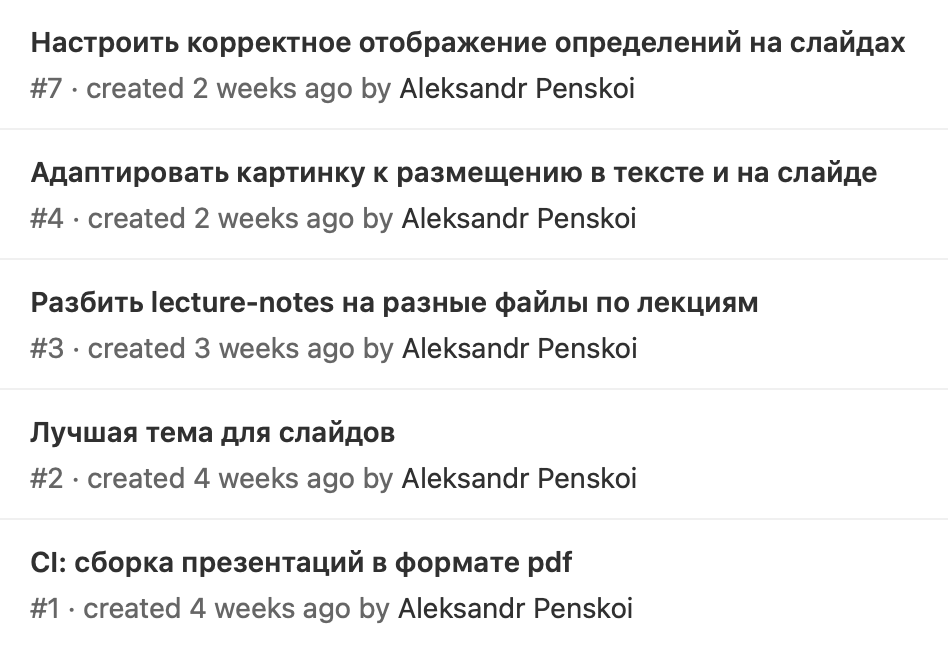 Настроить корректное отображение определений на слайдах
#7 · created 2 weeks ago by Aleksandr Penskoi
Адаптировать картинку к размещению в тексте и на слайде
#4 · created 2 weeks ago by Aleksandr Penskoi
Разбить lecture-notes на разные файлы по лекциям
#3 · created 3 weeks ago by Aleksandr Penskoi
Лучшая тема для слайдов
#2 · created 4 weeks ago by Aleksandr Penskoi
CI: сборка презентаций в формате pdf
#1 · created 4 weeks ago by Aleksandr Penskoi